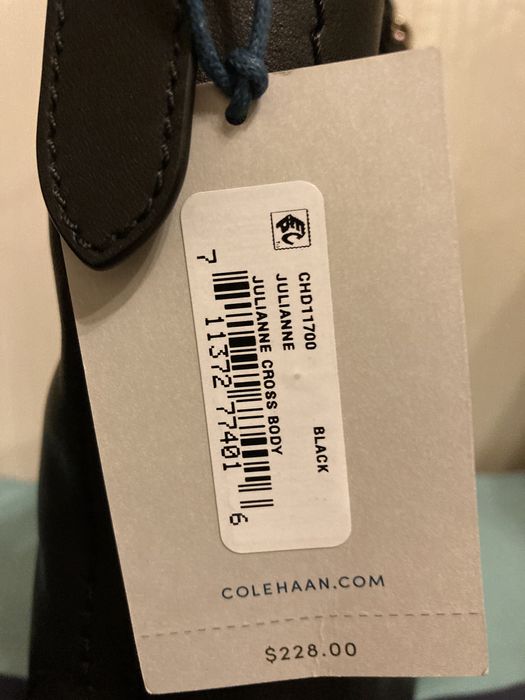 CHD11700 BLACK
JULIANNE
JULIANNE CROSS BODY
7 11372 77401 6
COLEHAAN.COM
$228.00